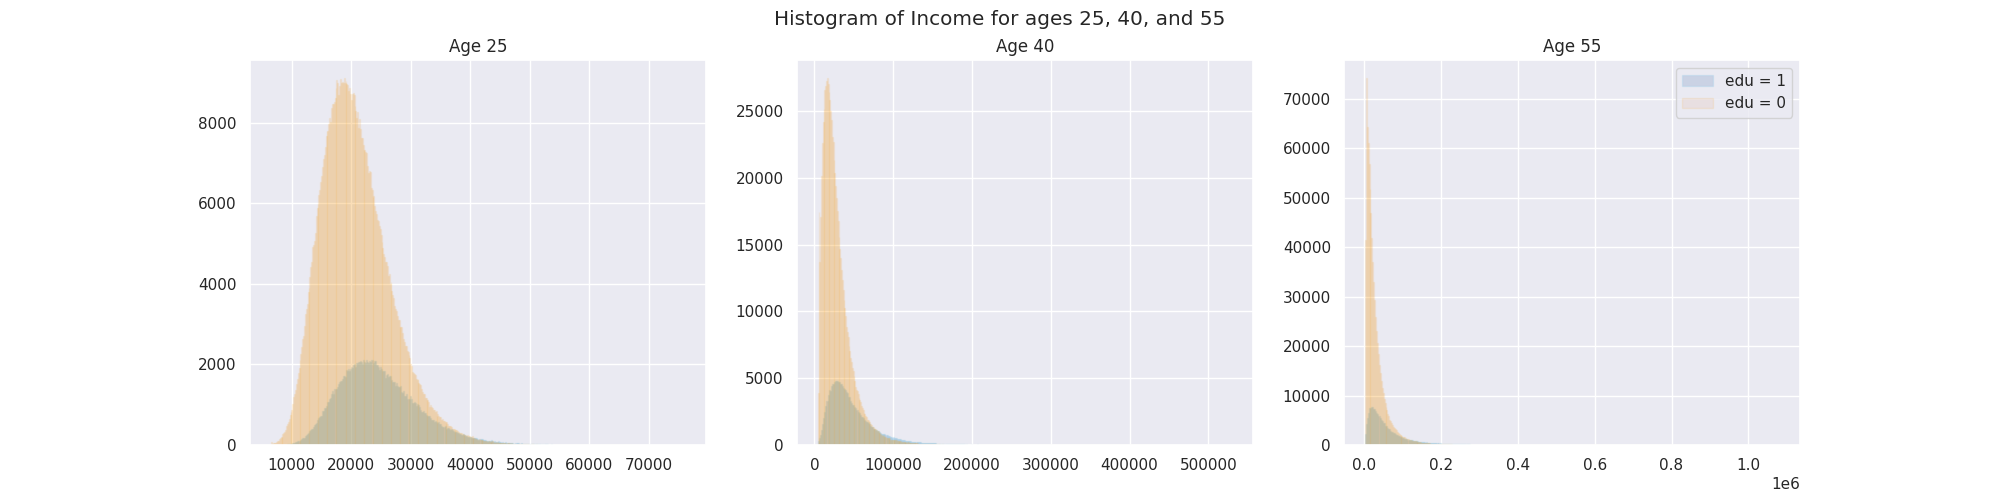 Histogram of Income for ages 25, 40, and 55
Age 25
8000
6000
4000
2000
0
10000 20000 30000 40000 50000 60000 70000
Age 40
25000
20000
15000
10000
5000
0
0 100000 200000 300000 400000 500000
Age 55
edu = 1
edu = 0
70000
60000
50000
40000
30000
20000
10000
0
0.0 0.2 0.4 0.6 0.8 1.0
1e6